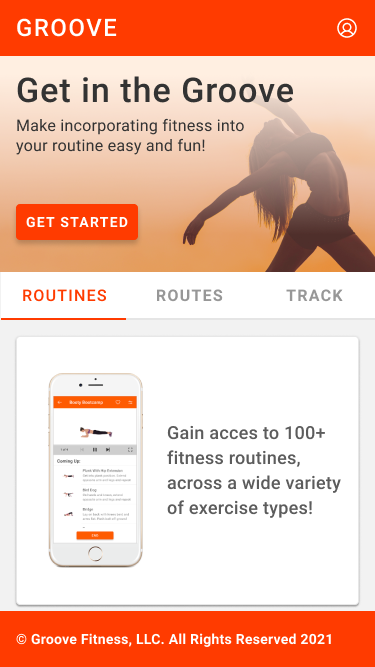 GROOVE
Get in the Groove
Make incorporating fitness into
your routine easy and fun!
GET STARTED
ROUTINES
ROUTES
TRACK
Booty Bootcamp
Coming Up:
Plank With Hip Extension
Bird Dog
Bridge
Gain acces to 100+
fitness routines,
across a wide variety
of exercise types!
© Groove Fitness, LLC. All Rights Reserved 2021